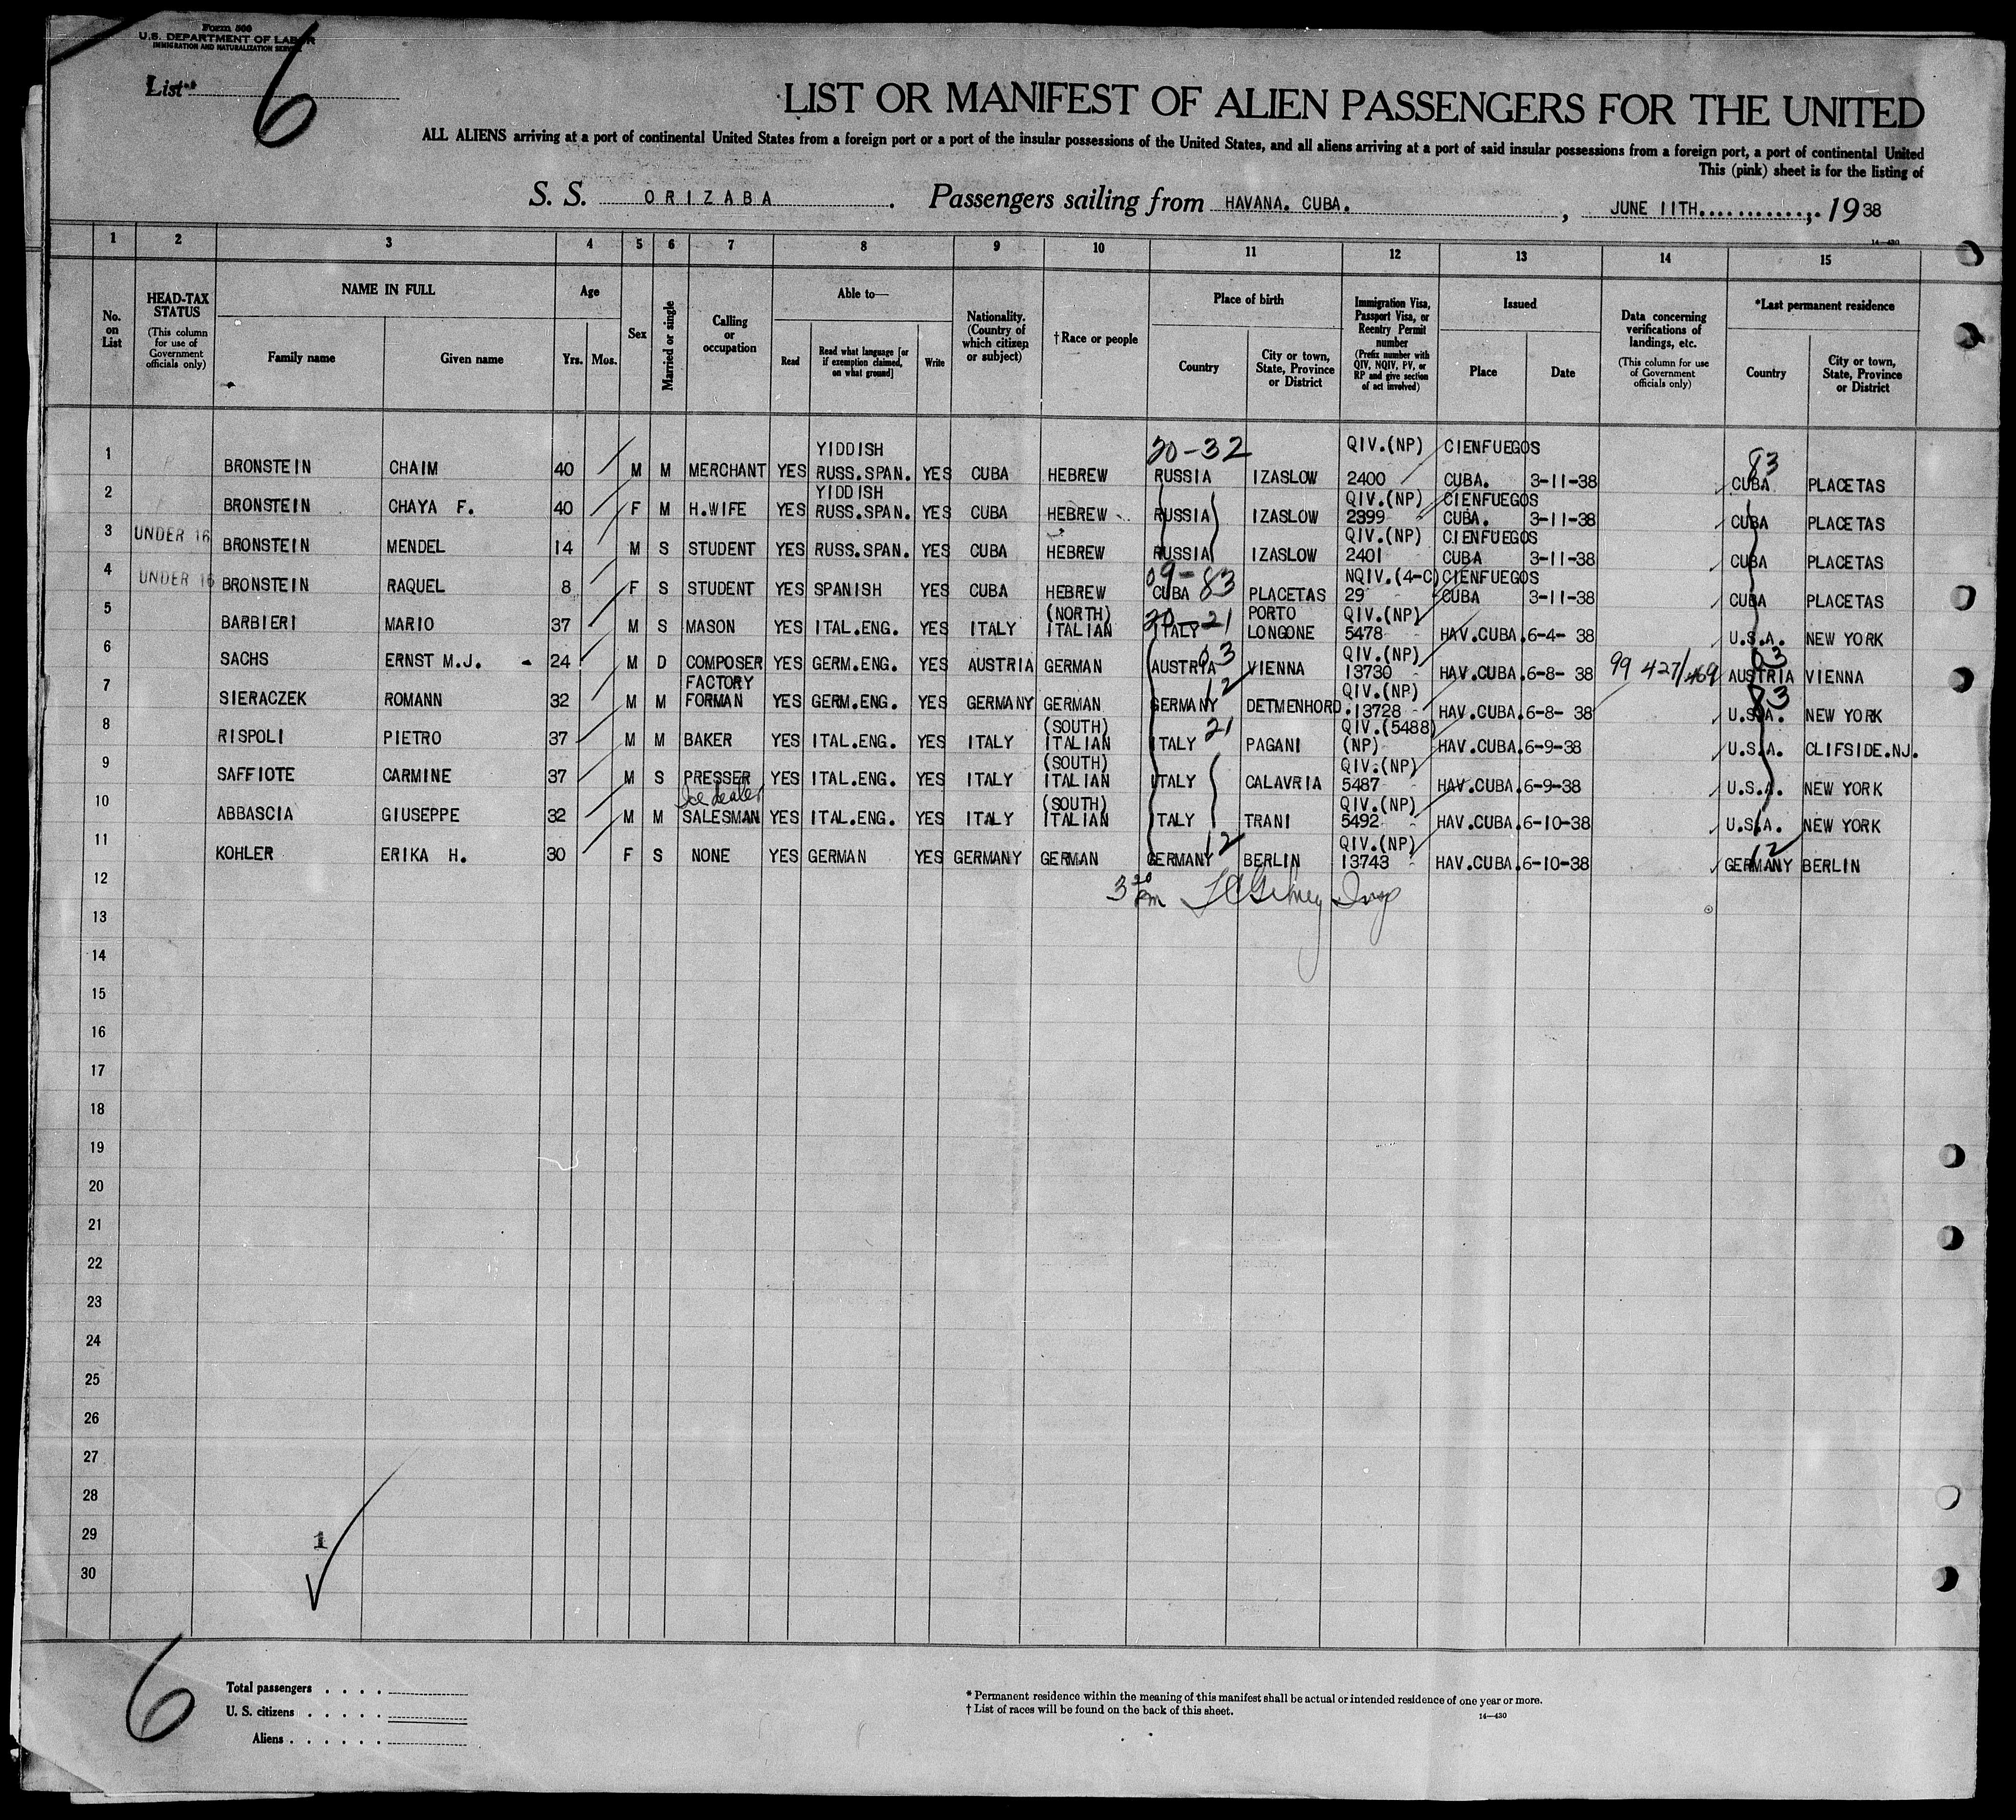 Form 500
U.S. DEPARTMENT OF LABOR
IMMIGRATION AND NATURALIZATION SERVICE
List 6
LIST OR MANIFEST OF ALIEN PASSENGERS FOR THE UNITED
ALL ALIENS arriving at a port of continental United States from a foreign port or a port of the insular possessions of the United States, and all aliens arriving at a port of said insular possessions from a foreign port, a port of continental United
This (pink) sheet is for the listing of
S. S. ORIZABA. Passengers sailing from HAVANA. CUBA. , JUNE 11TH............, 1938
14—430
1 2 3 4 5 6 7 8 9 10 11 12 13 14 15
No. on List
HEAD-TAX STATUS (This column for use of Government officials only)
NAME IN FULL
Family name
Given name
Age
Yrs. Mos.
Sex
Married or single
Calling or occupation
Able to—
Read
Read what language [or if exemption claimed, on what ground]
Write
Nationality. (Country of which citizen or subject)
†Race or people
Place of birth
Country
City or town, State, Province or District
Immigration Visa, Passport Visa, or Reentry Permit number (Prefix number with QIV, NQIV, PV, or RP and give section of act involved)
Issued
Place
Date
Data concerning verifications of landings, etc. (This column for use of Government officials only)
*Last permanent residence
Country
City or town, State, Province or District
1 BRONSTEIN CHAIM 40 M M MERCHANT YES YIDDISH RUSS.SPAN. YES CUBA HEBREW 20-32 RUSSIA IZASLOW QIV.(NP) 2400 CIENFUEGOS CUBA. 3-11-38 83 CUBA PLACETAS
2 BRONSTEIN CHAYA F. 40 F M H.WIFE YES YIDDISH RUSS.SPAN. YES CUBA HEBREW RUSSIA IZASLOW QIV.(NP) 2399 CIENFUEGOS CUBA. 3-11-38 CUBA PLACETAS
3 UNDER 16 BRONSTEIN MENDEL 14 M S STUDENT YES RUSS.SPAN. YES CUBA HEBREW RUSSIA IZASLOW QIV.(NP) 2401 CIENFUEGOS CUBA 3-11-38 CUBA PLACETAS
4 UNDER 16 BRONSTEIN RAQUEL 8 F S STUDENT YES SPANISH YES CUBA HEBREW 09-83 CUBA PLACETAS NQIV.(4-C) 29 CIENFUEGOS CUBA 3-11-38 CUBA PLACETAS
5 BARBIERI MARIO 37 M S MASON YES ITAL.ENG. YES ITALY (NORTH) ITALIAN 20-21 ITALY PORTO LONGONE QIV.(NP) 5478 HAV.CUBA. 6-4- 38 U.S.A. NEW YORK
6 SACHS ERNST M.J. 24 M D COMPOSER YES GERM.ENG. YES AUSTRIA GERMAN AUSTRIA 03 VIENNA QIV.(NP) 13730 HAV.CUBA. 6-8- 38 99 427/469 03 AUSTRIA VIENNA
7 SIERACZEK ROMANN 32 M M FACTORY FORMAN YES GERM.ENG. YES GERMANY GERMAN 12 GERMANY DETMENHORD. QIV.(NP) 13728 HAV.CUBA. 6-8- 38 83 U.S.A. NEW YORK
8 RISPOLI PIETRO 37 M M BAKER YES ITAL.ENG. YES ITALY (SOUTH) ITALIAN 21 ITALY PAGANI QIV.(5488) (NP) HAV.CUBA. 6-9-38 U.S.A. CLIFSIDE.NJ.
9 SAFFIOTE CARMINE 37 M S PRESSER YES ITAL.ENG. YES ITALY (SOUTH) ITALIAN ITALY CALAVRIA QIV.(NP) 5487 HAV.CUBA. 6-9-38 U.S.A. NEW YORK
10 ABBASCIA GIUSEPPE 32 M M Ice dealer SALESMAN YES ITAL.ENG. YES ITALY (SOUTH) ITALIAN ITALY TRANI QIV.(NP) 5492 HAV.CUBA. 6-10-38 U.S.A. NEW YORK
11 KOHLER ERIKA H. 30 F S NONE YES GERMAN YES GERMANY GERMAN 12 GERMANY BERLIN QIV.(NP) 13743 HAV.CUBA. 6-10-38 12 GERMANY BERLIN
12 3 20 pm
13
14
15
16
17
18
19
20
21
22
23
24
25
26
27
28
29 1
30
6
Total passengers . . . .
U. S. citizens . . . . .
Aliens . . . . . .
* Permanent residence within the meaning of this manifest shall be actual or intended residence of one year or more.
† List of races will be found on the back of this sheet.
14—430